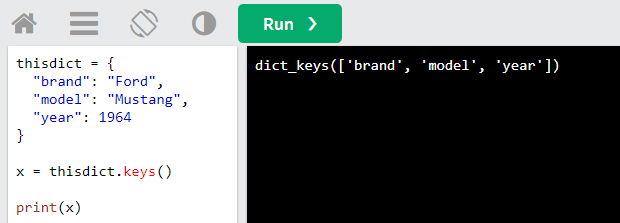 Run ❯
thisdict = {
  "brand": "Ford",
  "model": "Mustang",
  "year": 1964
}
x = thisdict.keys()
print(x)
dict_keys(['brand', 'model', 'year'])